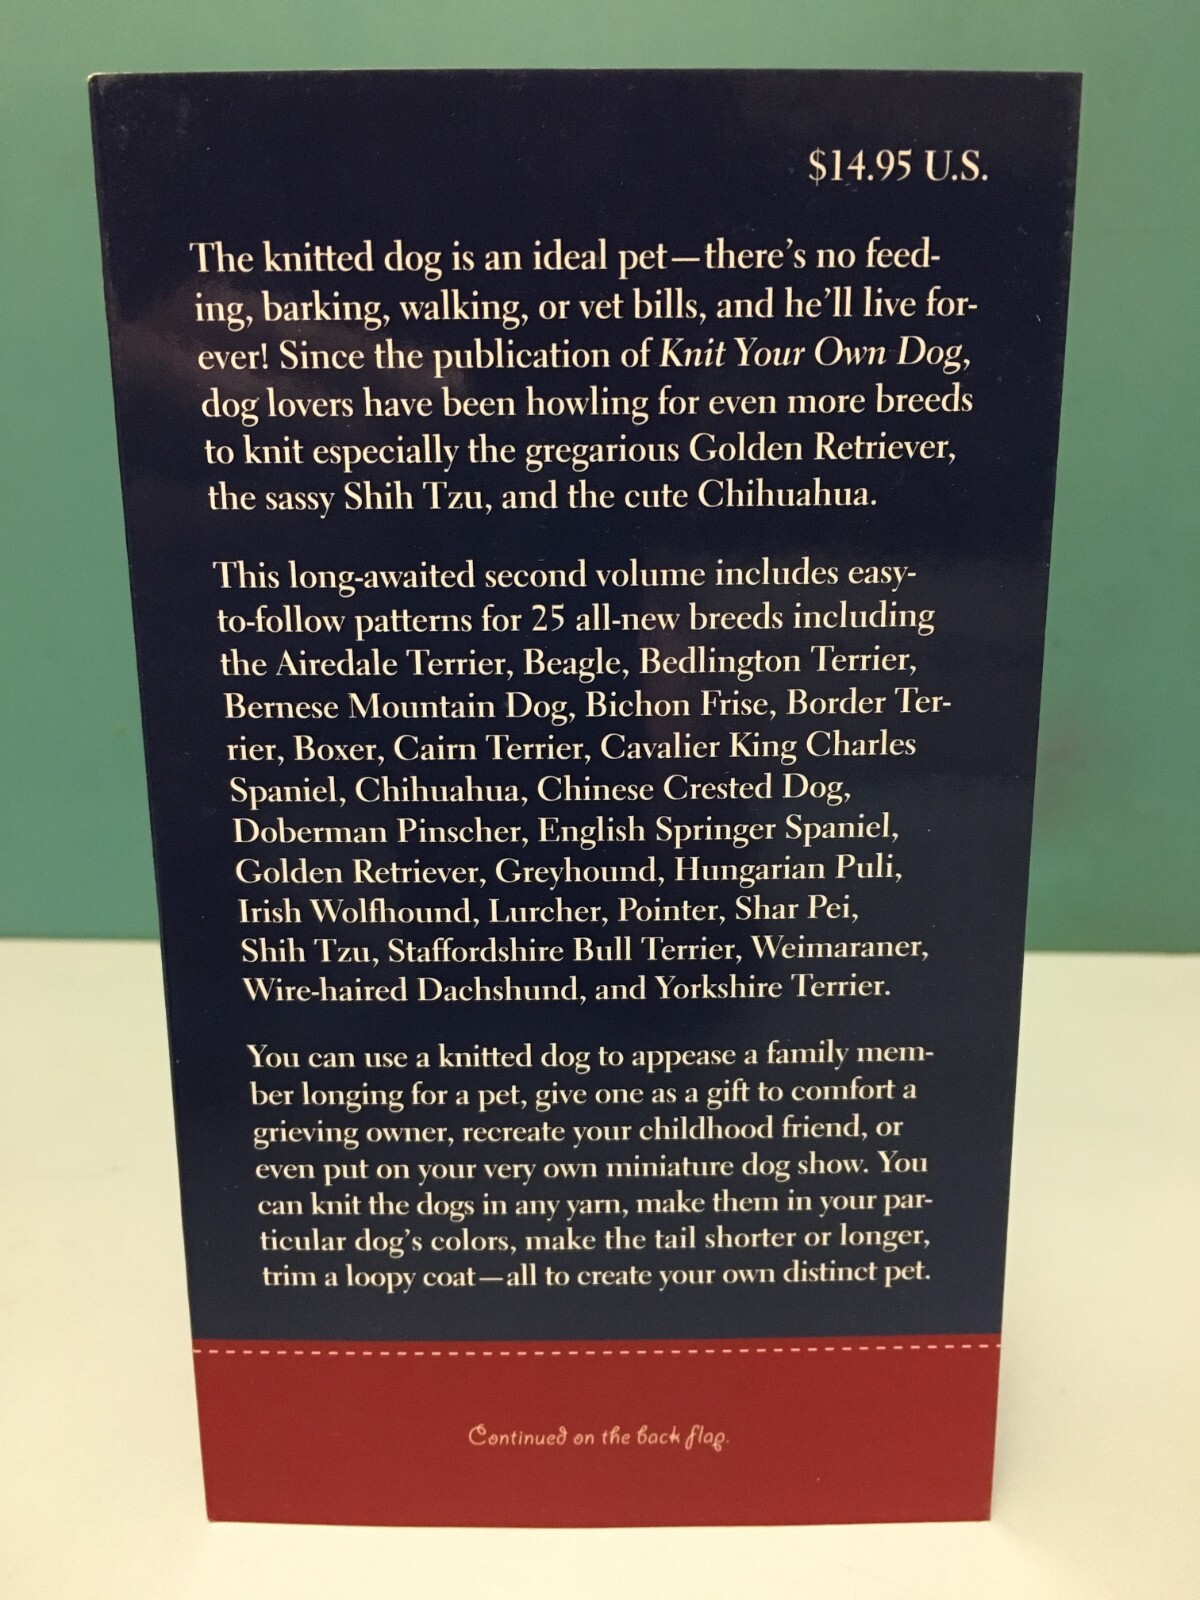 $14.95 U.S.
The knitted dog is an ideal pet—there's no feed-
ing, barking, walking, or vet bills, and he'll live for-
ever! Since the publication of Knit Your Own Dog,
dog lovers have been howling for even more breeds
to knit especially the gregarious Golden Retriever,
the sassy Shih Tzu, and the cute Chihuahua.
This long-awaited second volume includes easy-
to-follow patterns for 25 all-new breeds including
the Airedale Terrier, Beagle, Bedlington Terrier,
Bernese Mountain Dog, Bichon Frise, Border Ter-
rier, Boxer, Cairn Terrier, Cavalier King Charles
Spaniel, Chihuahua, Chinese Crested Dog,
Doberman Pinscher, English Springer Spaniel,
Golden Retriever, Greyhound, Hungarian Puli,
Irish Wolfhound, Lurcher, Pointer, Shar Pei,
Shih Tzu, Staffordshire Bull Terrier, Weimaraner,
Wire-haired Dachshund, and Yorkshire Terrier.
You can use a knitted dog to appease a family mem-
ber longing for a pet, give one as a gift to comfort a
grieving owner, recreate your childhood friend, or
even put on your very own miniature dog show. You
can knit the dogs in any yarn, make them in your par-
ticular dog's colors, make the tail shorter or longer,
trim a loopy coat—all to create your own distinct pet.
Continued on the back flap.